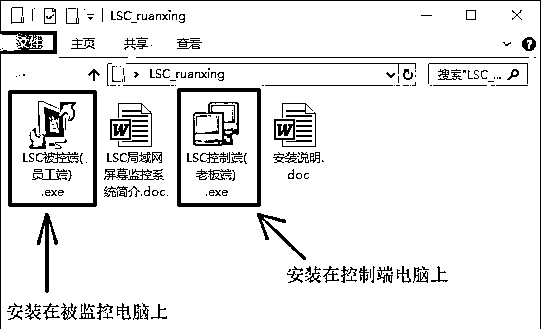 LSC_ruanxing
文件 主页 共享 查看
LSC_ruanxing 搜索"LSC_...
LSC被控端(员工端).exe
LSC局域网屏幕监控系统简介.doc.
LSC控制端(老板端).exe
安装说明.doc
安装在控制端电脑上
安装在被监控电脑上